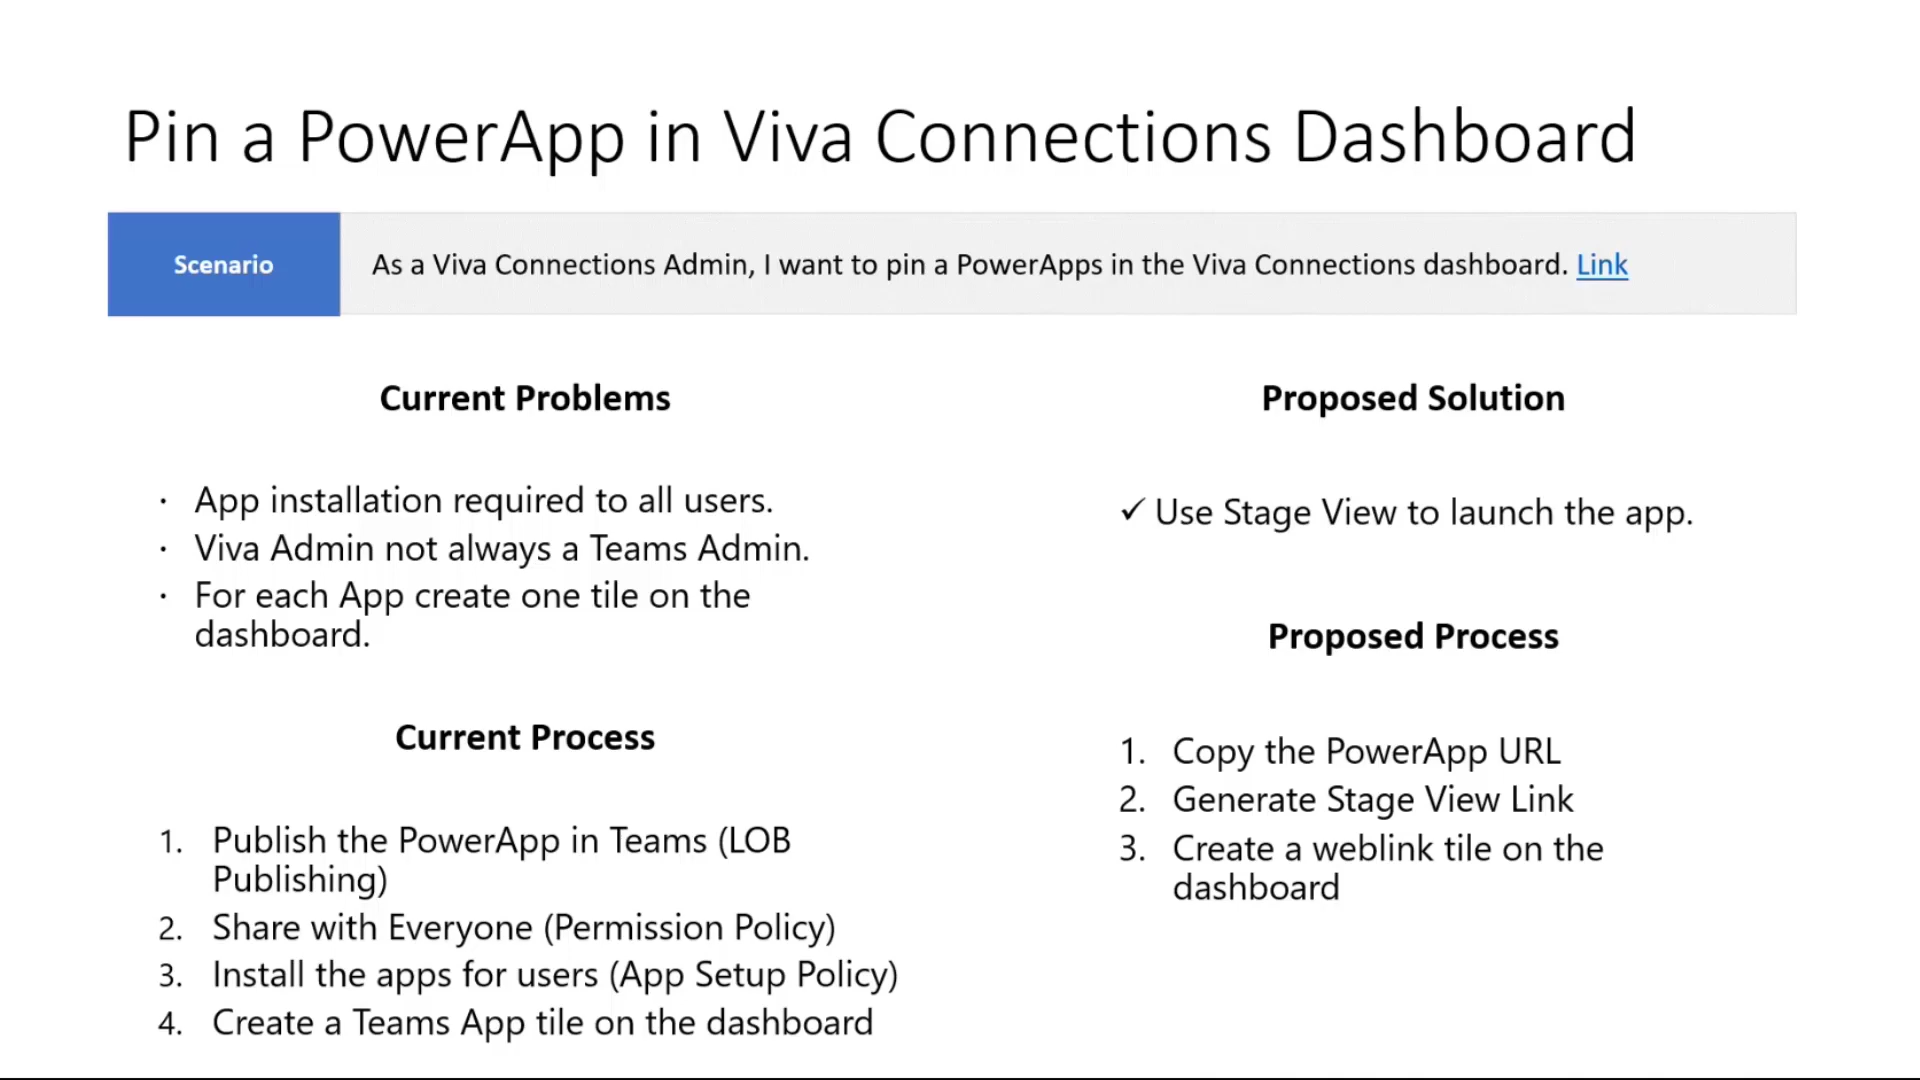 Pin a PowerApp in Viva Connections Dashboard
Scenario
As a Viva Connections Admin, I want to pin a PowerApps in the Viva Connections dashboard. Link
Current Problems
· App installation required to all users.
· Viva Admin not always a Teams Admin.
· For each App create one tile on the
dashboard.
Current Process
1. Publish the PowerApp in Teams (LOB
Publishing)
2. Share with Everyone (Permission Policy)
3. Install the apps for users (App Setup Policy)
4. Create a Teams App tile on the dashboard
Proposed Solution
✓ Use Stage View to launch the app.
Proposed Process
1. Copy the PowerApp URL
2. Generate Stage View Link
3. Create a weblink tile on the
dashboard